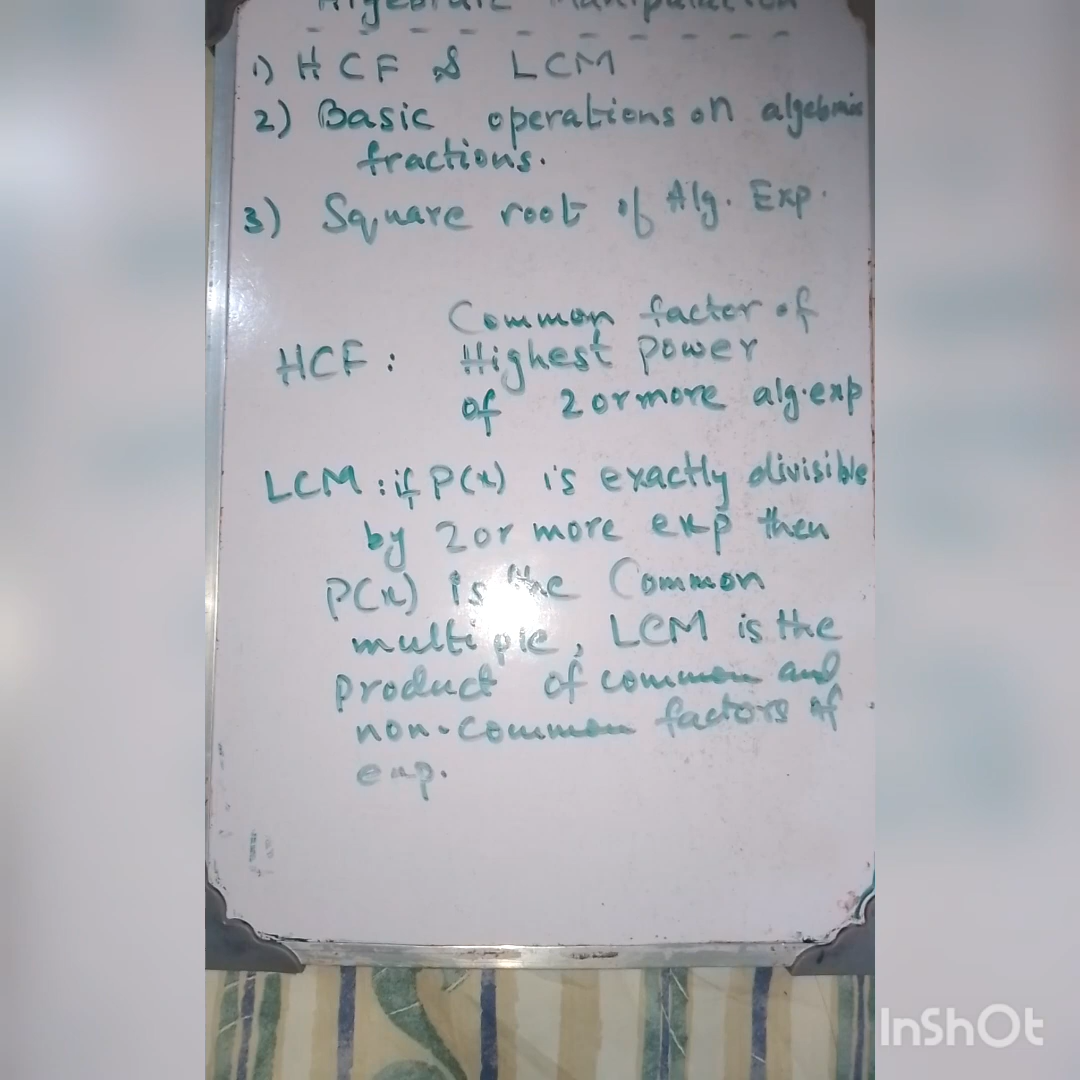 Algebraic Manipulation
1) HCF & LCM
2) Basic operations on algebraic
fractions.
3) Square root of Alg. Exp.
Common factor of
HCF: Highest power
of 2 or more alg.exp
LCM: if P(x) is exactly divisible
by 2 or more exp then
P(x) is the Common
multiple, LCM is the
product of common and
non-common factors of
exp.
InShOt